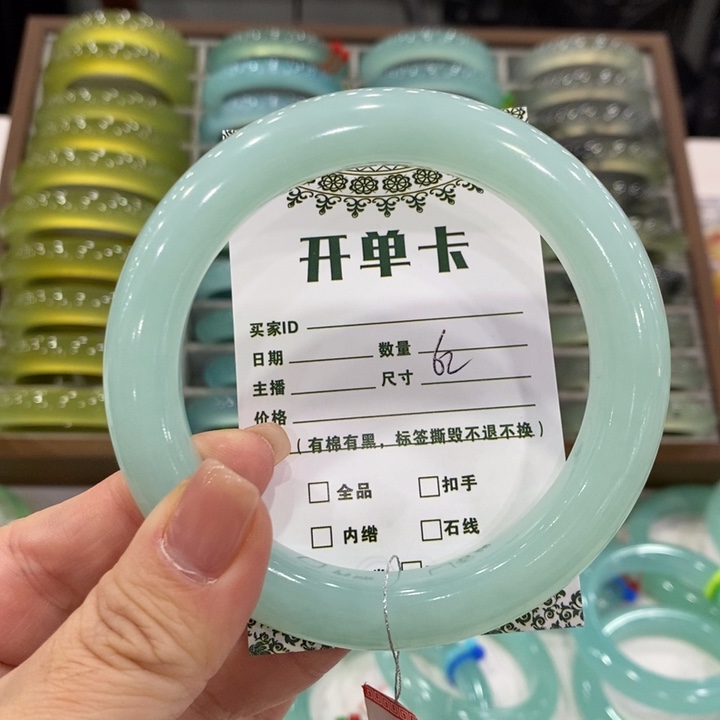 开单卡
买家ID
日期 数量
62
主播 尺寸
价格
(有棉有黑，标签撕毁不退不换)
□全品 □扣手
□内绺 □石线